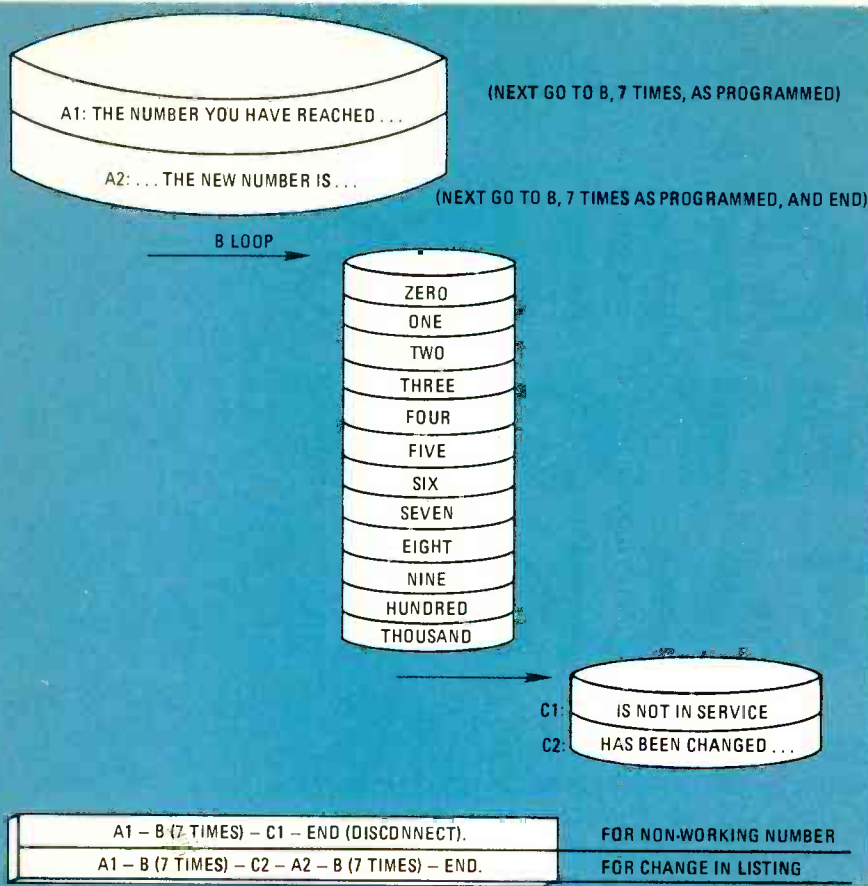 (NEXT GO TO B, 7 TIMES, AS PROGRAMMED)
A1: THE NUMBER YOU HAVE REACHED ...
A2: ... THE NEW NUMBER IS ...
(NEXT GO TO B, 7 TIMES AS PROGRAMMED, AND END)
B LOOP
ZERO
ONE
TWO
THREE
FOUR
FIVE
SIX
SEVEN
EIGHT
NINE
HUNDRED
THOUSAND
C1: IS NOT IN SERVICE
C2: HAS BEEN CHANGED ...
A1 – B (7 TIMES) – C1 – END (DISCONNECT). FOR NON-WORKING NUMBER
A1 – B (7 TIMES) – C2 – A2 – B (7 TIMES) – END. FOR CHANGE IN LISTING